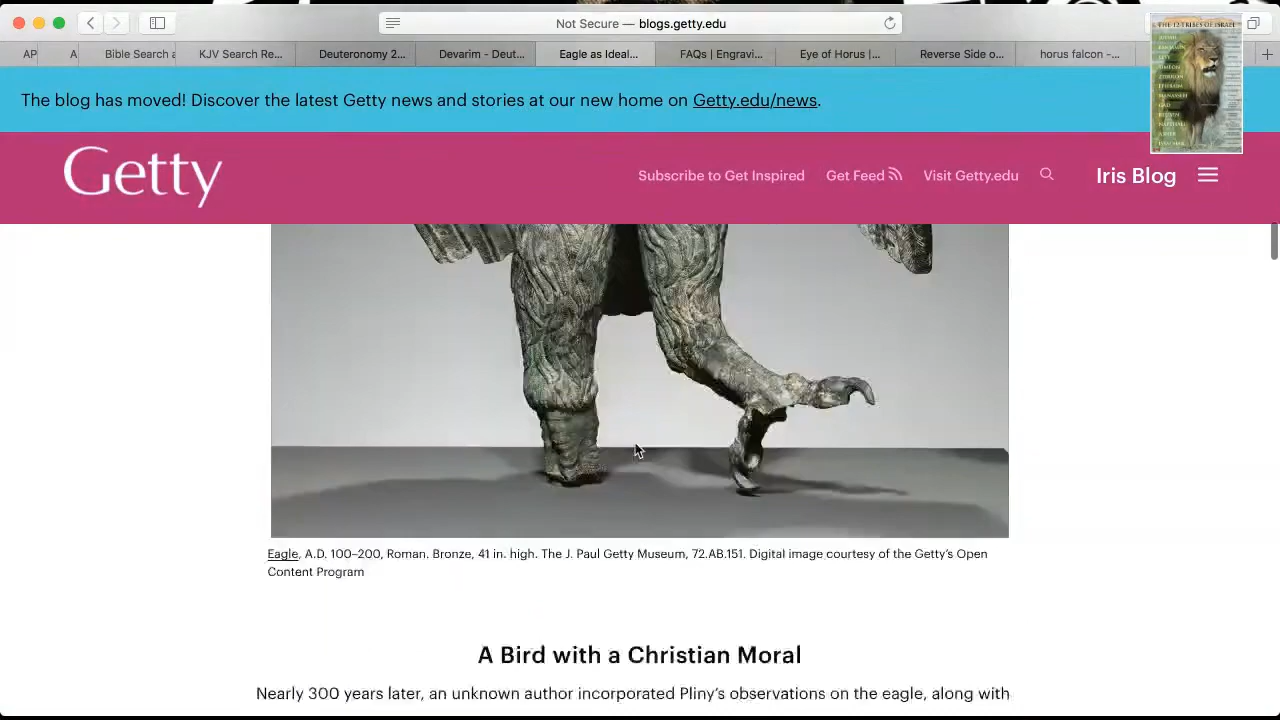 Not Secure — blogs.getty.edu
AP
A
Bible Search a
KJV Search Re...
Deuteronomy 2...
Devarim - Deut...
Eagle as Ideal...
FAQs | Engravi...
Eye of Horus |...
Reverse Side o...
horus falcon -...
THE 12 TRIBES OF ISRAEL
The blog has moved! Discover the latest Getty news and stories at our new home on Getty.edu/news.
Getty
Subscribe to Get Inspired
Get Feed
Visit Getty.edu
Iris Blog
Eagle, A.D. 100–200, Roman. Bronze, 41 in. high. The J. Paul Getty Museum, 72.AB.151. Digital image courtesy of the Getty’s Open
Content Program
A Bird with a Christian Moral
Nearly 300 years later, an unknown author incorporated Pliny’s observations on the eagle, along with